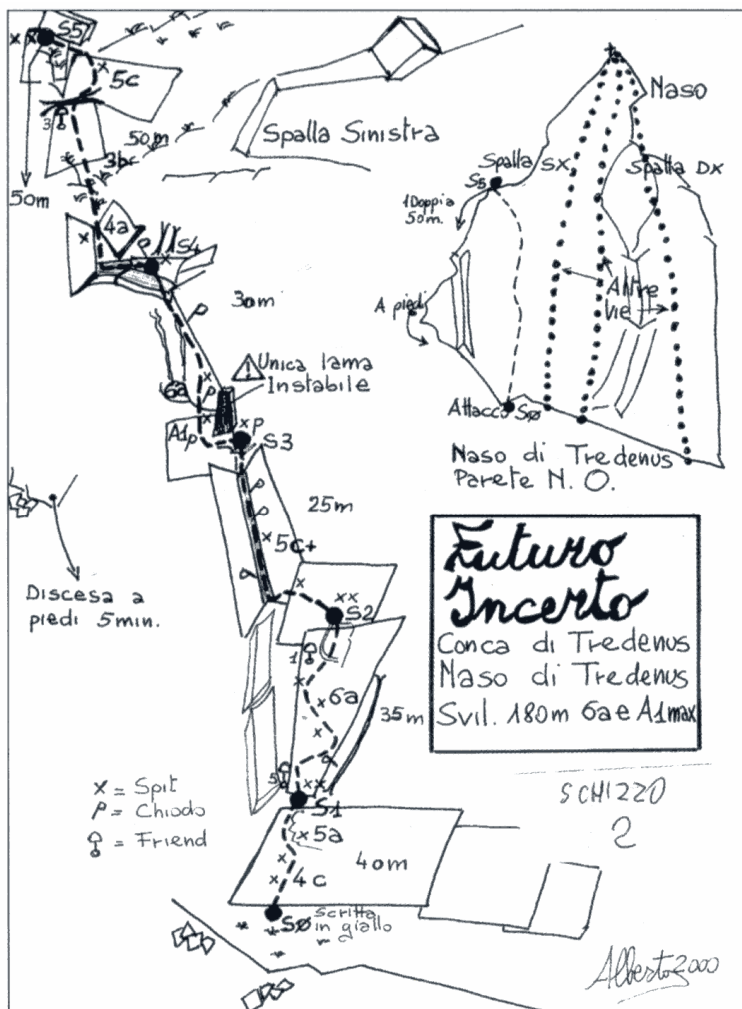 S5
5c
3
50m
3bc
50m
4a
S4
30m
6a
Unica lama
Instabile
A1p
S3
25m
5c+
S2
1
6a
35m
5
S1
5a
40m
4c
SØ
scritta
in giallo
Spalla Sinistra
Naso
Spalla SX
Spalla DX
S5
1 Doppia
50m.
A piedi
Altre
Vie
Attacco SØ
Naso di Tredenus
Parete N. O.
Discesa a
piedi 5 min.
Futuro
Incerto
Conca di Tredenus
Naso di Tredenus
Svil. 180m 6a e A1max
X = Spit
P = Chiodo
= Friend
SCHIZZO
2
Alberto 2000